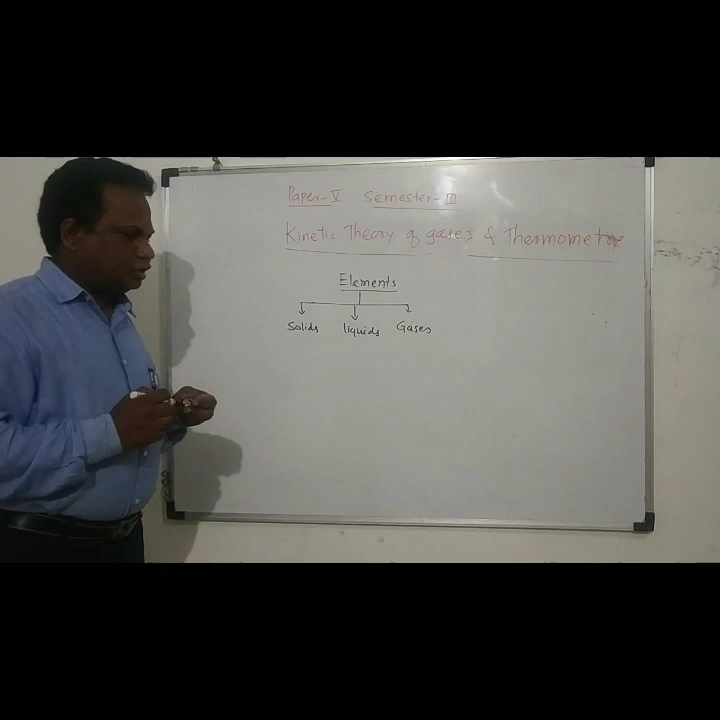 Paper-V Semester-III
Kinetic Theory of gases & Thermometry
Elements
Solids liquids Gases